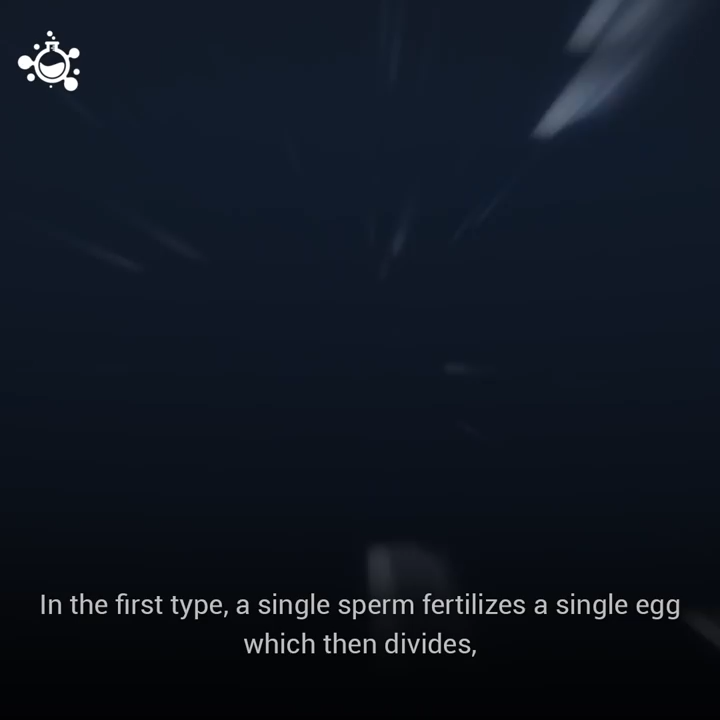 In the first type, a single sperm fertilizes a single egg
which then divides,